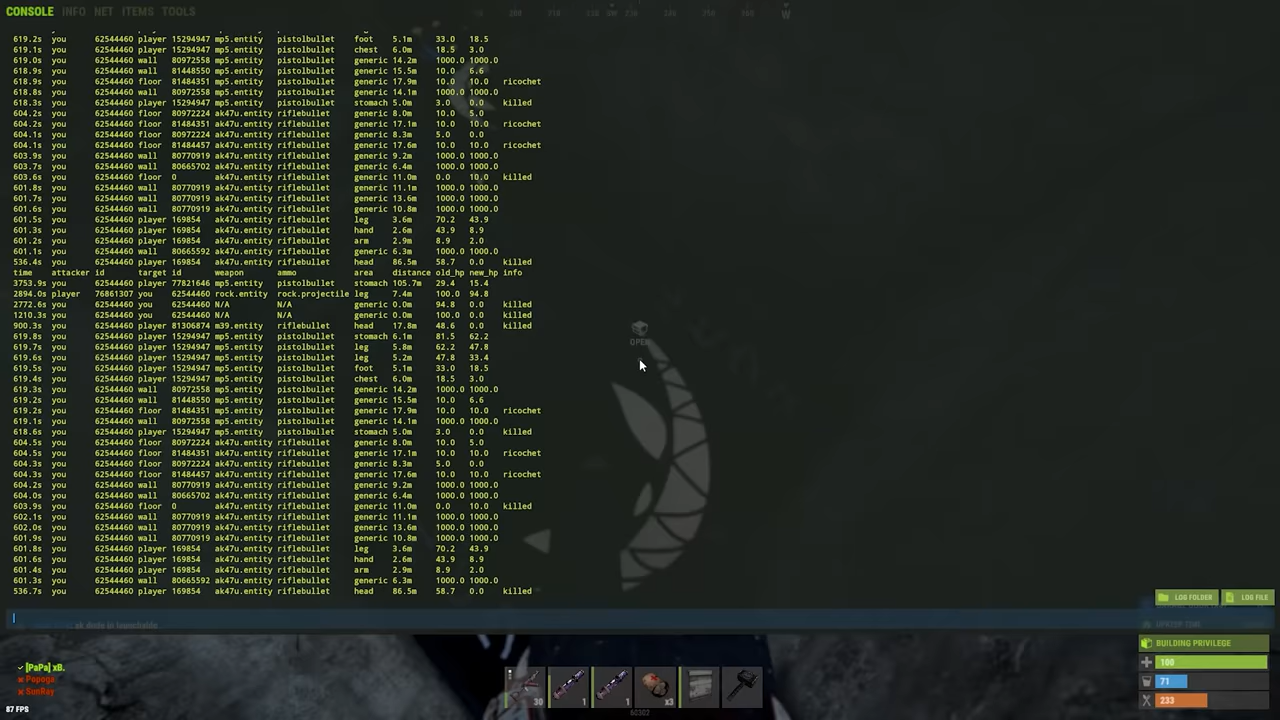 CONSOLE INFO NET ITEMS TOOLS
619.2s you 62544460 player 15294947 mp5.entity pistolbullet foot 5.1m 33.0 18.5
619.1s you 62544460 player 15294947 mp5.entity pistolbullet chest 6.0m 18.5 3.0
619.0s you 62544460 wall 80972558 mp5.entity pistolbullet generic 14.2m 1000.0 1000.0
618.9s you 62544460 wall 81448550 mp5.entity pistolbullet generic 15.5m 10.0 6.6
618.9s you 62544460 floor 81484351 mp5.entity pistolbullet generic 17.9m 10.0 10.0 ricochet
618.8s you 62544460 wall 80972558 mp5.entity pistolbullet generic 14.1m 1000.0 1000.0
618.3s you 62544460 player 15294947 mp5.entity pistolbullet stomach 5.0m 3.0 0.0 killed
604.2s you 62544460 floor 80972224 ak47u.entity riflebullet generic 8.0m 10.0 5.0
604.2s you 62544460 floor 81484351 ak47u.entity riflebullet generic 17.1m 10.0 10.0 ricochet
604.1s you 62544460 floor 80972224 ak47u.entity riflebullet generic 8.3m 5.0 0.0
604.1s you 62544460 floor 81484457 ak47u.entity riflebullet generic 17.6m 10.0 10.0 ricochet
603.9s you 62544460 wall 80770919 ak47u.entity riflebullet generic 9.2m 1000.0 1000.0
603.7s you 62544460 wall 80665702 ak47u.entity riflebullet generic 6.4m 1000.0 1000.0
603.6s you 62544460 floor 0 ak47u.entity riflebullet generic 11.0m 0.0 10.0 killed
601.8s you 62544460 wall 80770919 ak47u.entity riflebullet generic 11.1m 1000.0 1000.0
601.7s you 62544460 wall 80770919 ak47u.entity riflebullet generic 13.6m 1000.0 1000.0
601.6s you 62544460 wall 80770919 ak47u.entity riflebullet generic 10.8m 1000.0 1000.0
601.5s you 62544460 player 169854 ak47u.entity riflebullet leg 3.6m 70.2 43.9
601.3s you 62544460 player 169854 ak47u.entity riflebullet hand 2.6m 43.9 8.9
601.2s you 62544460 player 169854 ak47u.entity riflebullet arm 2.9m 8.9 2.0
601.1s you 62544460 wall 80665592 ak47u.entity riflebullet generic 6.3m 1000.0 1000.0
536.4s you 62544460 player 169854 ak47u.entity riflebullet head 86.5m 58.7 0.0 killed
time attacker id target id weapon ammo area distance old_hp new_hp info
3753.9s you 62544460 player 77821646 mp5.entity pistolbullet stomach 105.7m 29.4 15.4
2894.0s player 76861307 you 62544460 rock.entity rock.projectile leg 7.4m 100.0 94.8
2772.6s you 62544460 you 62544460 N/A N/A generic 0.0m 94.8 0.0 killed
1210.3s you 62544460 you 62544460 N/A N/A generic 0.0m 100.0 0.0 killed
900.3s you 62544460 player 81306874 m39.entity riflebullet head 17.8m 48.6 0.0 killed
619.8s you 62544460 player 15294947 mp5.entity pistolbullet stomach 6.1m 81.5 62.2
619.7s you 62544460 player 15294947 mp5.entity pistolbullet leg 5.8m 62.2 47.8
619.6s you 62544460 player 15294947 mp5.entity pistolbullet leg 5.2m 47.8 33.4
619.5s you 62544460 player 15294947 mp5.entity pistolbullet foot 5.1m 33.0 18.5
619.4s you 62544460 player 15294947 mp5.entity pistolbullet chest 6.0m 18.5 3.0
619.3s you 62544460 wall 80972558 mp5.entity pistolbullet generic 14.2m 1000.0 1000.0
619.2s you 62544460 wall 81448550 mp5.entity pistolbullet generic 15.5m 10.0 6.6
619.2s you 62544460 floor 81484351 mp5.entity pistolbullet generic 17.9m 10.0 10.0 ricochet
619.1s you 62544460 wall 80972558 mp5.entity pistolbullet generic 14.1m 1000.0 1000.0
618.6s you 62544460 player 15294947 mp5.entity pistolbullet stomach 5.0m 3.0 0.0 killed
604.5s you 62544460 floor 80972224 ak47u.entity riflebullet generic 8.0m 10.0 5.0
604.5s you 62544460 floor 81484351 ak47u.entity riflebullet generic 17.1m 10.0 10.0 ricochet
604.3s you 62544460 floor 80972224 ak47u.entity riflebullet generic 8.3m 5.0 0.0
604.3s you 62544460 floor 81484457 ak47u.entity riflebullet generic 17.6m 10.0 10.0 ricochet
604.2s you 62544460 wall 80770919 ak47u.entity riflebullet generic 9.2m 1000.0 1000.0
604.0s you 62544460 wall 80665702 ak47u.entity riflebullet generic 6.4m 1000.0 1000.0
603.9s you 62544460 floor 0 ak47u.entity riflebullet generic 11.0m 0.0 10.0 killed
602.1s you 62544460 wall 80770919 ak47u.entity riflebullet generic 11.1m 1000.0 1000.0
602.0s you 62544460 wall 80770919 ak47u.entity riflebullet generic 13.6m 1000.0 1000.0
601.9s you 62544460 wall 80770919 ak47u.entity riflebullet generic 10.8m 1000.0 1000.0
601.8s you 62544460 player 169854 ak47u.entity riflebullet leg 3.6m 70.2 43.9
601.6s you 62544460 player 169854 ak47u.entity riflebullet hand 2.6m 43.9 8.9
601.4s you 62544460 player 169854 ak47u.entity riflebullet arm 2.9m 8.9 2.0
601.3s you 62544460 wall 80665592 ak47u.entity riflebullet generic 6.3m 1000.0 1000.0
536.7s you 62544460 player 169854 ak47u.entity riflebullet head 86.5m 58.7 0.0 killed
OPEN
LOG FOLDER LOG FILE
BUILDING PRIVILEGE
100
71
233
[PaPa] xB.
Papoga
SunRay
87 FPS
30 1 1 x3
60302